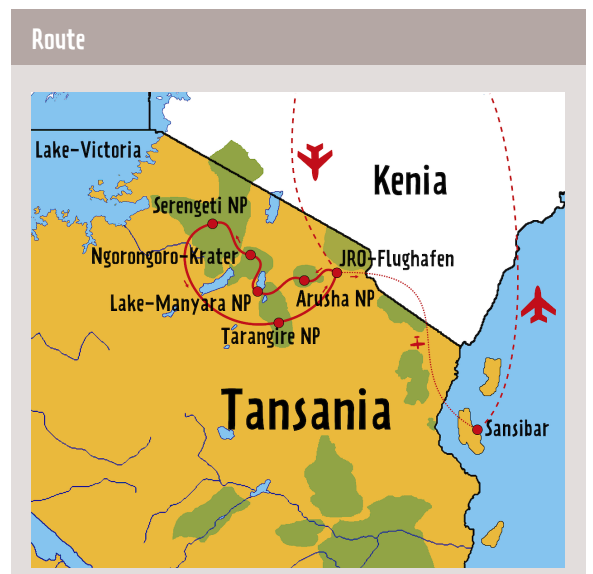 Route
Lake-Victoria
Kenia
Serengeti NP
Ngorongoro-Krater
JRO-Flughafen
Lake-Manyara NP
Arusha NP
Tarangire NP
Tansania
Sansibar